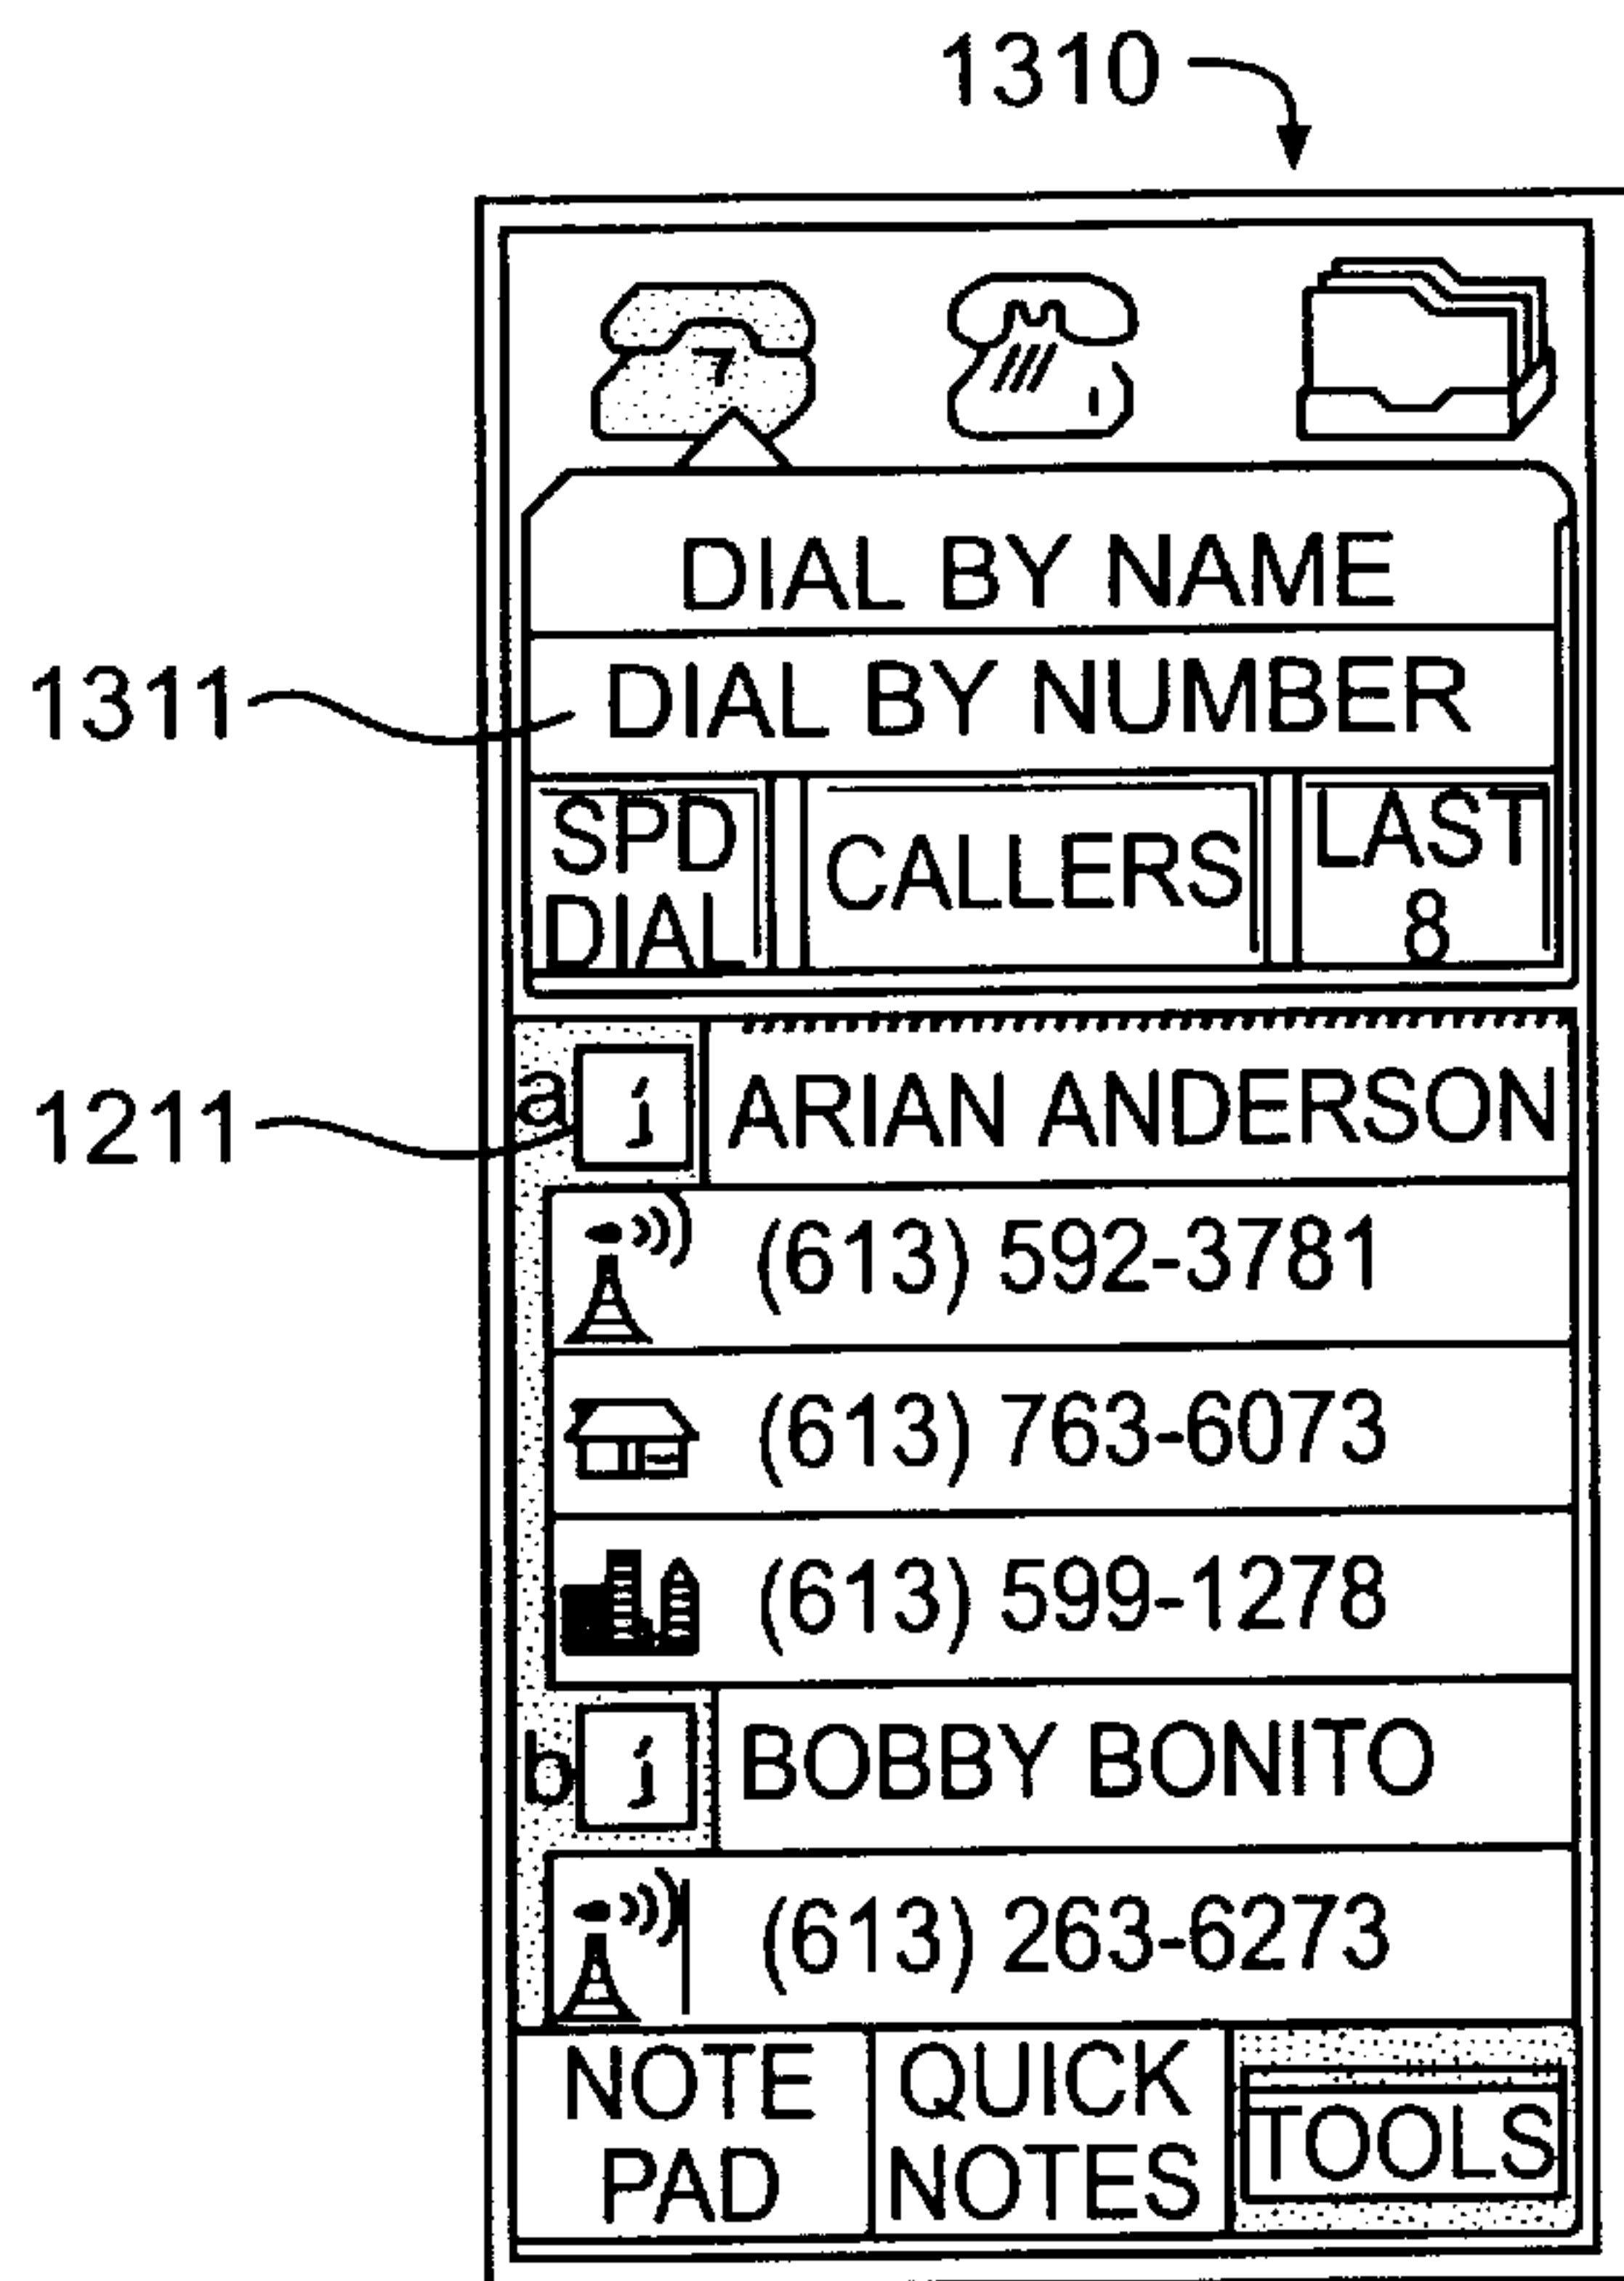 1310
7
DIAL BY NAME
1311
DIAL BY NUMBER
SPD DIAL
CALLERS
LAST 8
1211
a i ARIAN ANDERSON
(613) 592-3781
(613) 763-6073
(613) 599-1278
b i BOBBY BONITO
(613) 263-6273
NOTE PAD
QUICK NOTES
TOOLS